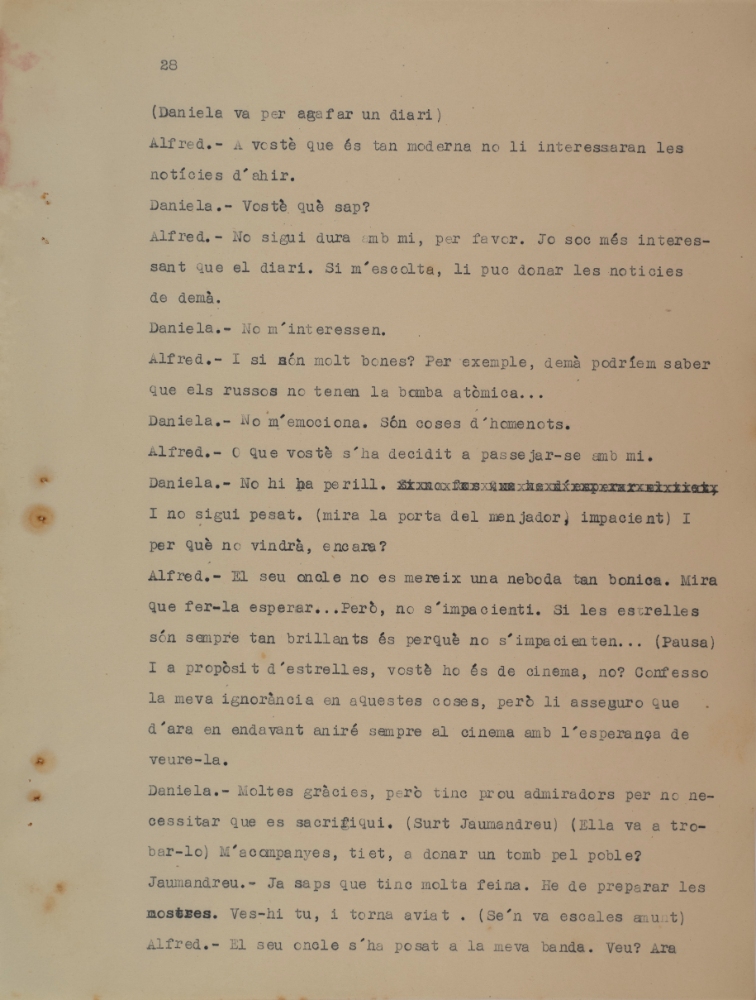 28
(Daniela va per agafar un diari)
Alfred.- A vostè que és tan moderna no li interessaran les
notícies d´ahir.
Daniela.- Vostè què sap?
Alfred.- No sigui dura amb mi, per favor. Jo soc més interes-
sant que el diari. Si m´escolta, li puc donar les noticies
de demà.
Daniela.- No m´interessen.
Alfred.- I si són molt bones? Per exemple, demà podríem saber
que els russos no tenen la bomba atòmica...
Daniela.- No m´emociona. Són coses d´homenots.
Alfred.- O que vostè s´ha decidit a passejar-se amb mi.
Daniela.- No hi ha perill.
I no sigui pesat. (mira la porta del menjador, impacient) I
per què no vindrà, encara?
Alfred.- El seu oncle no es mereix una neboda tan bonica. Mira
que fer-la esperar...Però, no s´impacienti. Si les estrelles
són sempre tan brillants és perquè no s´impacienten... (Pausa)
I a propòsit d´estrelles, vostè ho és de cinema, no? Confesso
la meva ignorància en aquestes coses, però li asseguro que
d´ara en endavant aniré sempre al cinema amb l´esperança de
veure-la.
Daniela.- Moltes gràcies, però tinc prou admiradors per no ne-
cessitar que es sacrifiqui. (Surt Jaumandreu) (Ella va a tro-
bar-lo) M´acompanyes, tiet, a donar un tomb pel poble?
Jaumandreu.- Ja saps que tinc molta feina. He de preparar les
mostres. Ves-hi tu, i torna aviat . (Se´n va escales amunt)
Alfred.- El seu oncle s´ha posat a la meva banda. Veu? Ara